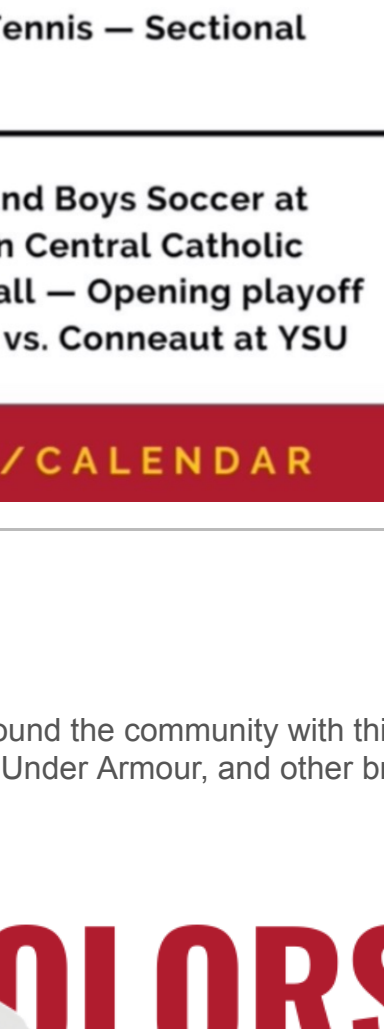 Tennis — Sectional
nd Boys Soccer at
n Central Catholic
all — Opening playoff
vs. Conneaut at YSU
/CALENDAR
ound the community with thi
Under Armour, and other br
OLORS